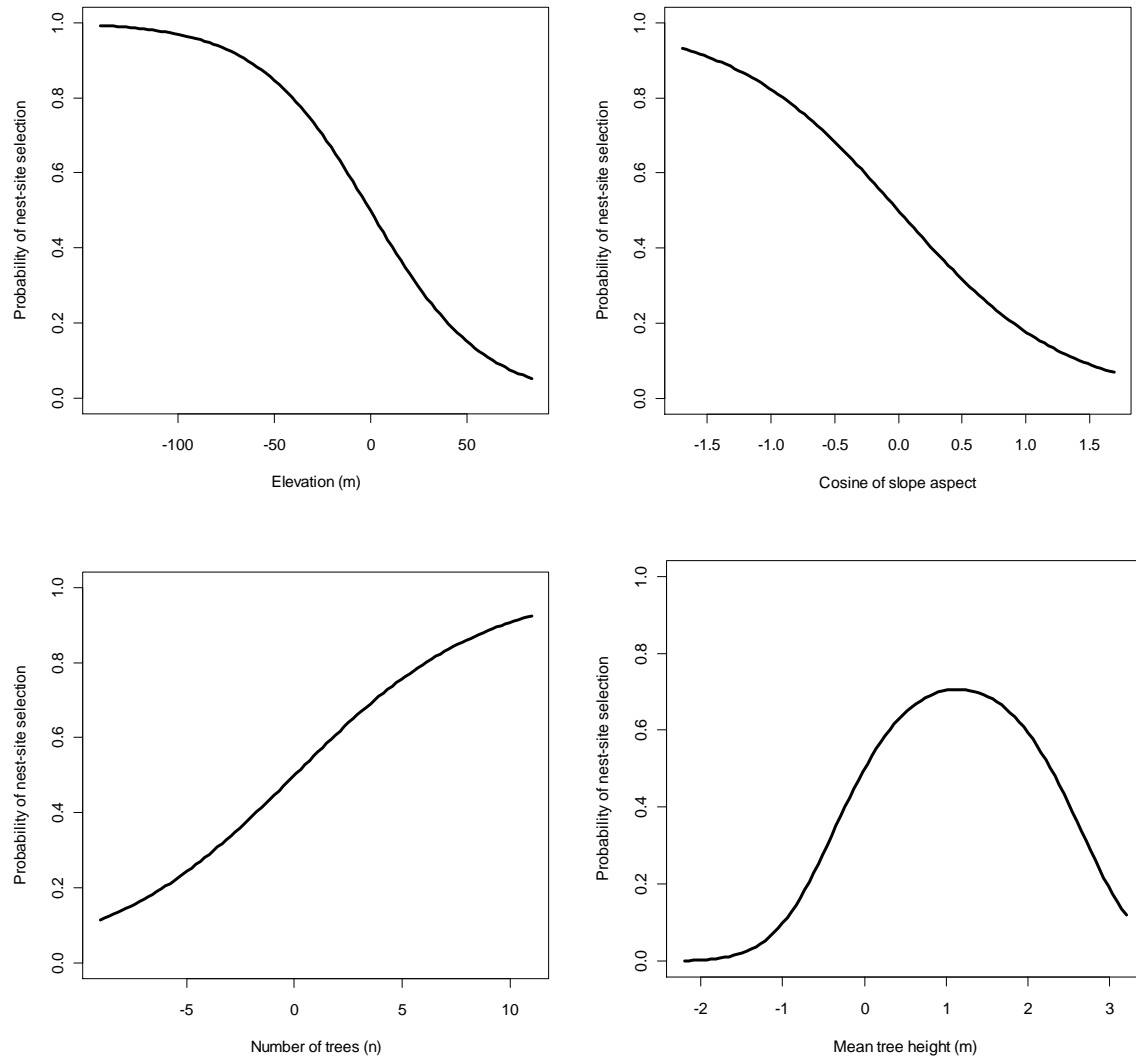 Probability of nest-site selection
1.0
0.8
0.6
0.4
0.2
0.0
-100 -50 0 50
Elevation (m)
Probability of nest-site selection
1.0
0.8
0.6
0.4
0.2
0.0
-1.5 -1.0 -0.5 0.0 0.5 1.0 1.5
Cosine of slope aspect
Probability of nest-site selection
1.0
0.8
0.6
0.4
0.2
0.0
-5 0 5 10
Number of trees (n)
Probability of nest-site selection
1.0
0.8
0.6
0.4
0.2
0.0
-2 -1 0 1 2 3
Mean tree height (m)